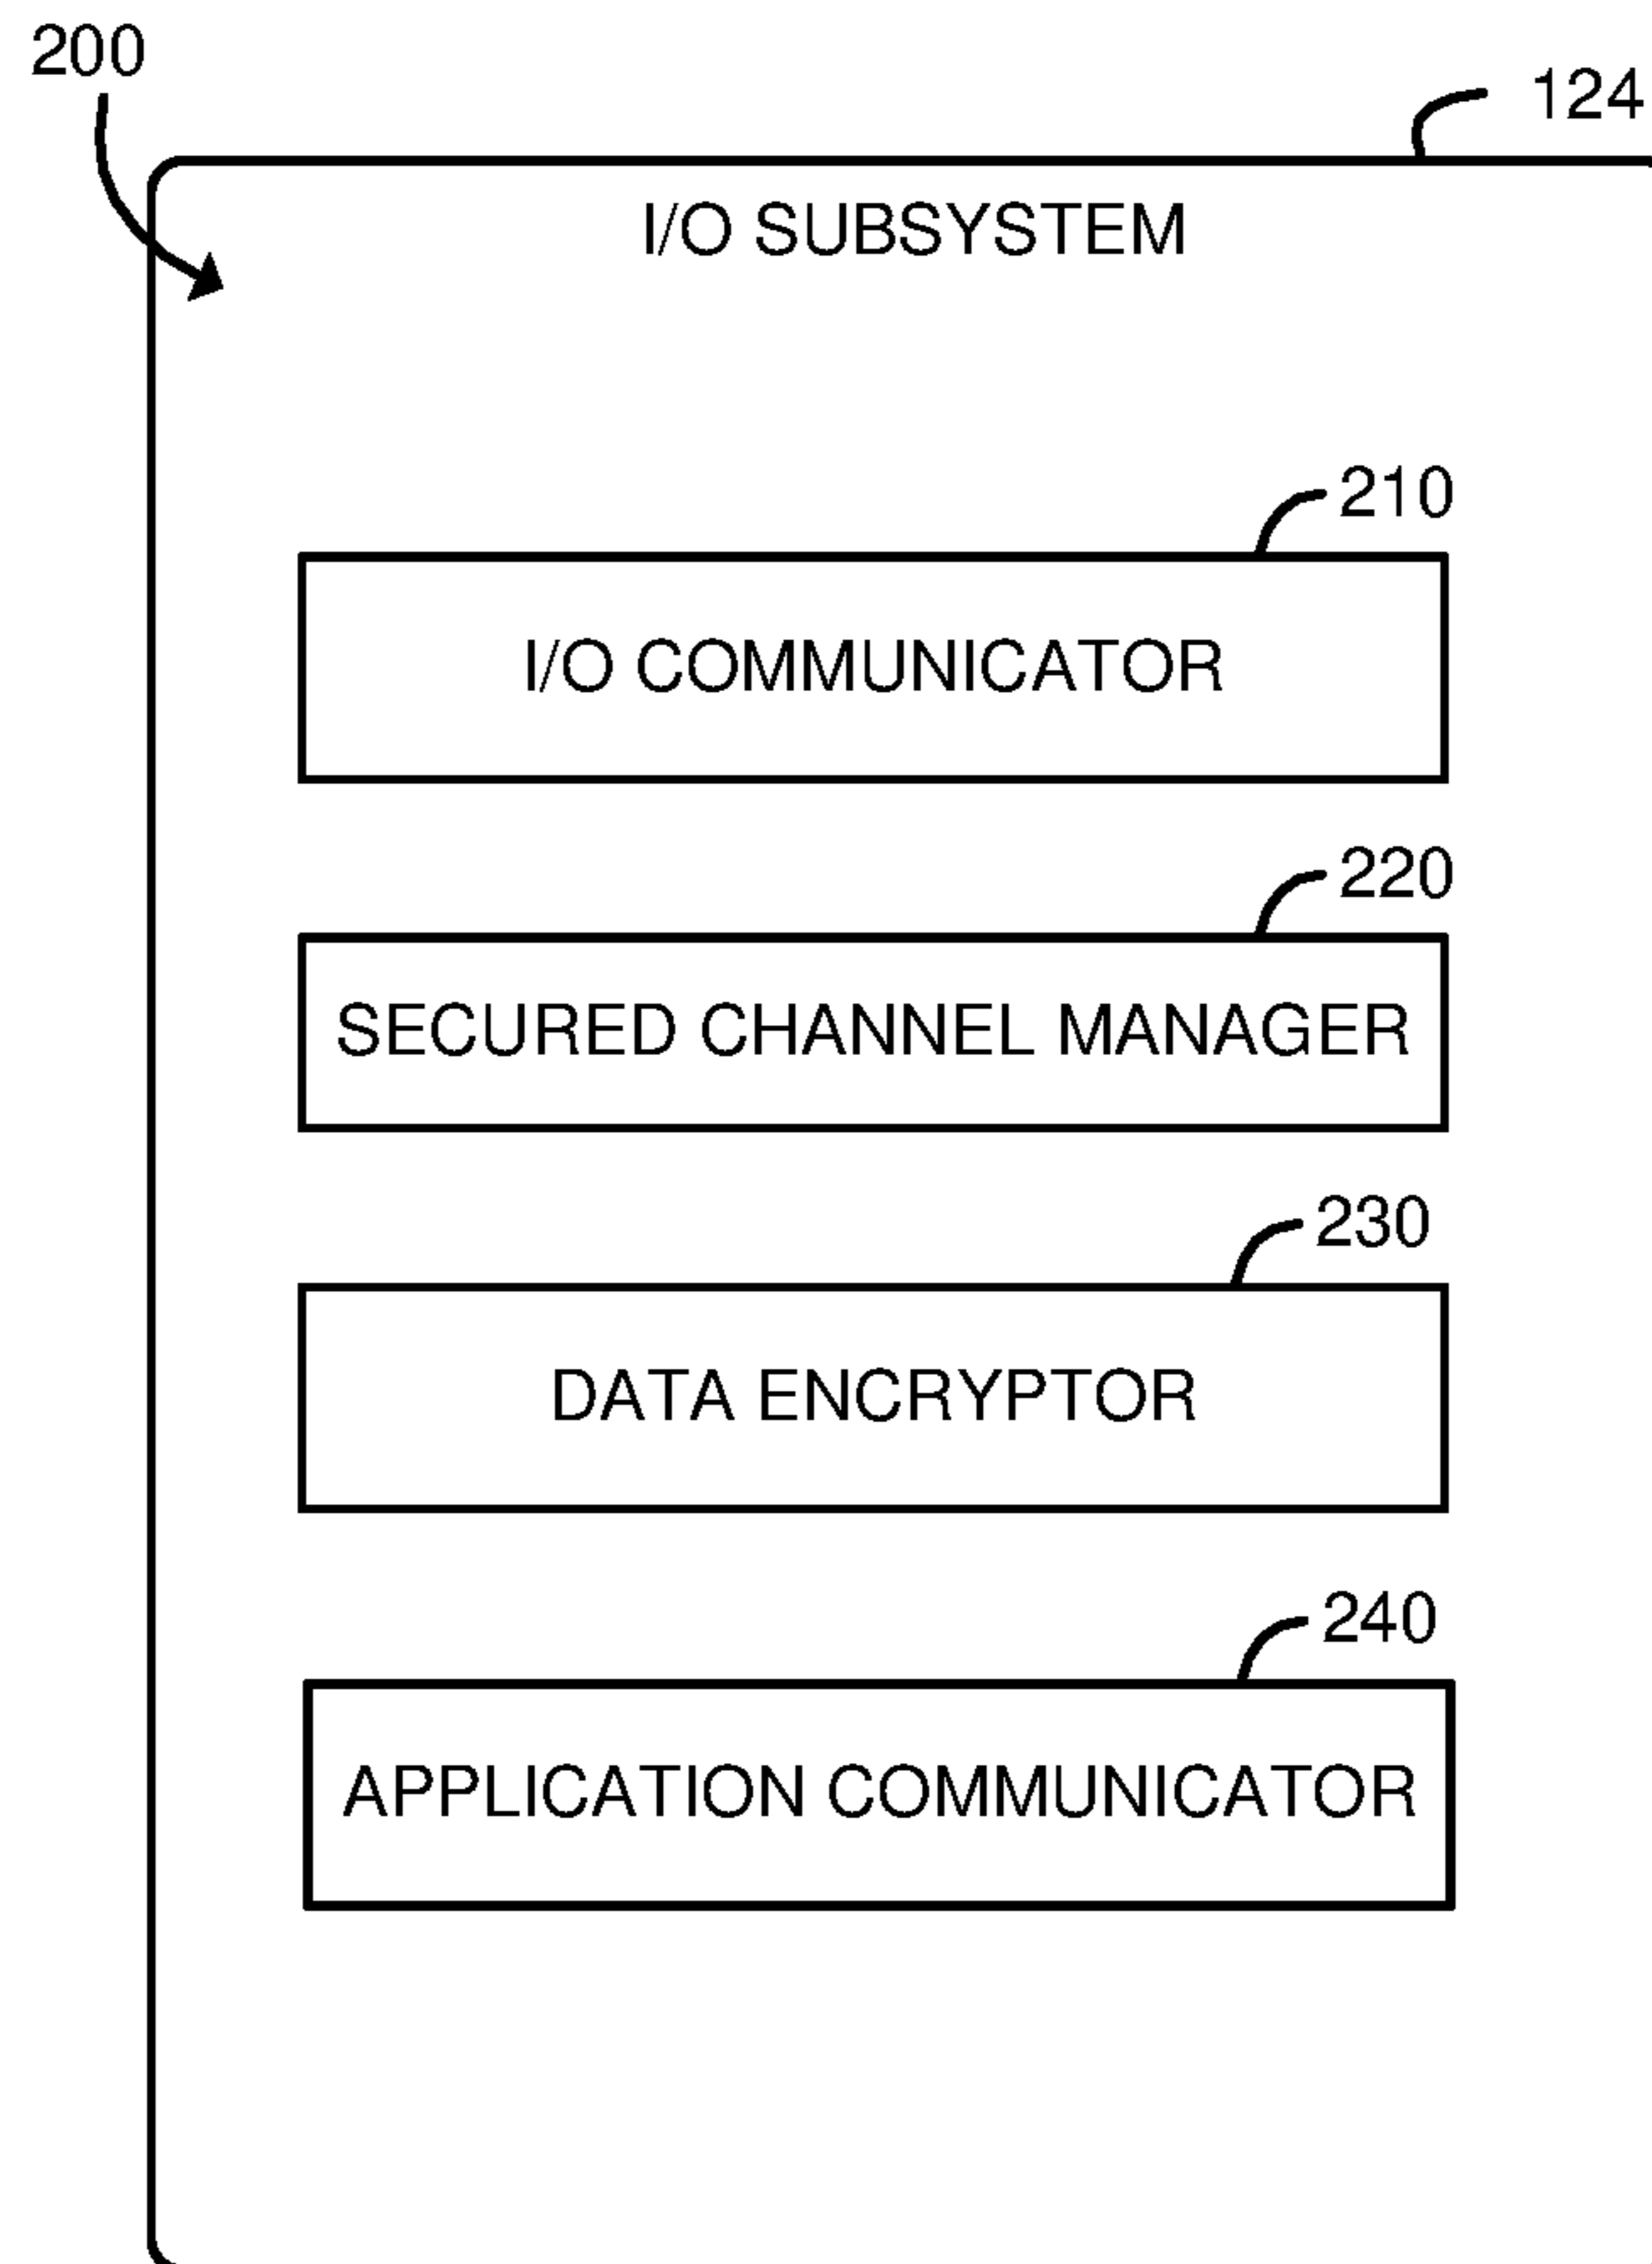 200
124
I/O SUBSYSTEM
210
I/O COMMUNICATOR
220
SECURED CHANNEL MANAGER
230
DATA ENCRYPTOR
240
APPLICATION COMMUNICATOR